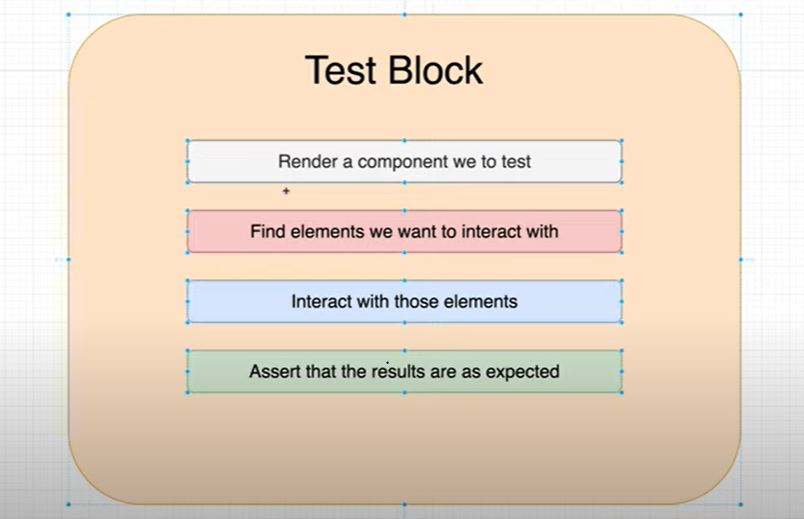 Test Block
Render a component we to test
Find elements we want to interact with
Interact with those elements
Assert that the results are as expected